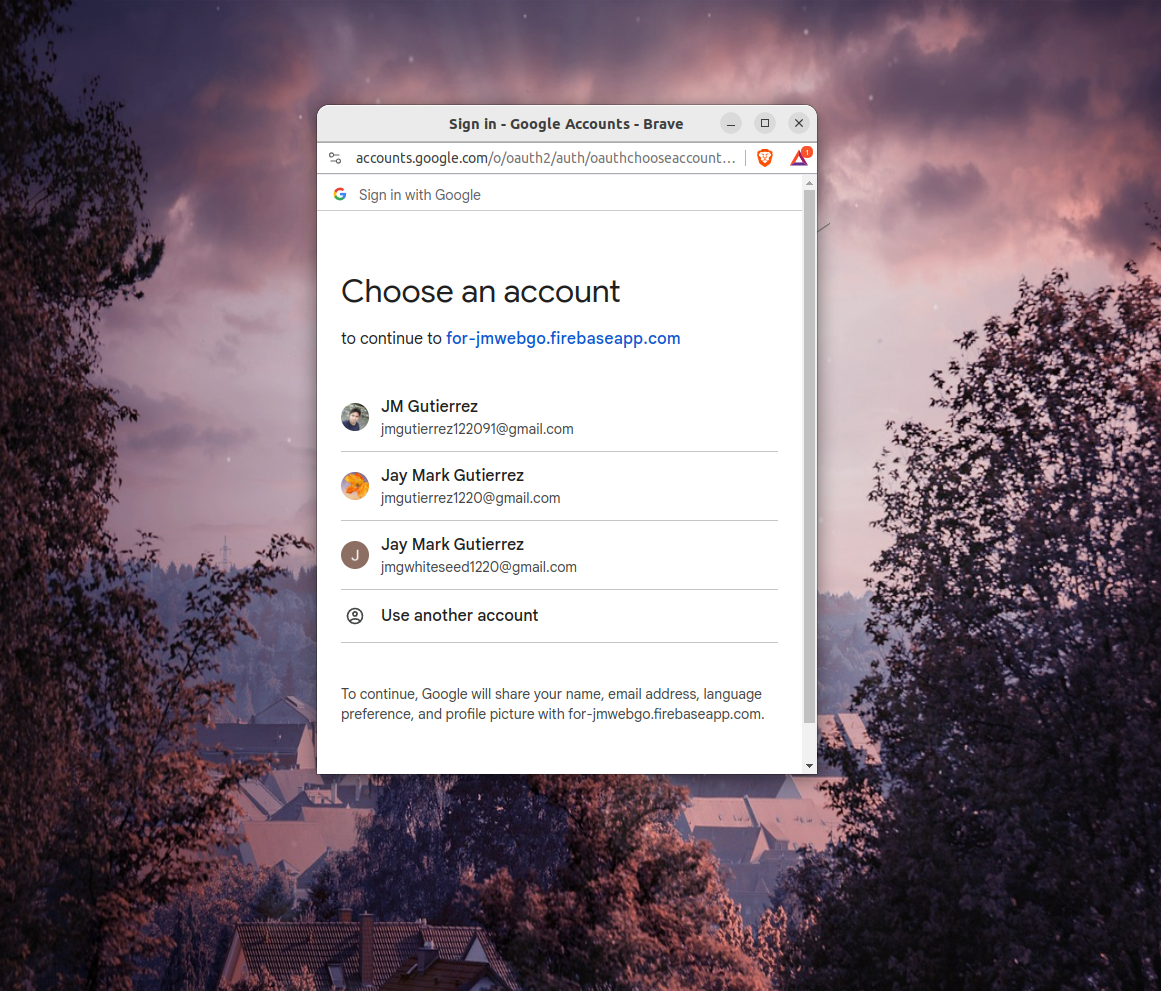 Sign in - Google Accounts - Brave
accounts.google.com/o/oauth2/auth/oauthchooseaccount…
1
Sign in with Google
Choose an account
to continue to for-jmwebgo.firebaseapp.com
JM Gutierrez
jmgutierrez122091@gmail.com
Jay Mark Gutierrez
jmgutierrez1220@gmail.com
J
Jay Mark Gutierrez
jmgwhiteseed1220@gmail.com
Use another account
To continue, Google will share your name, email address, language
preference, and profile picture with for-jmwebgo.firebaseapp.com.